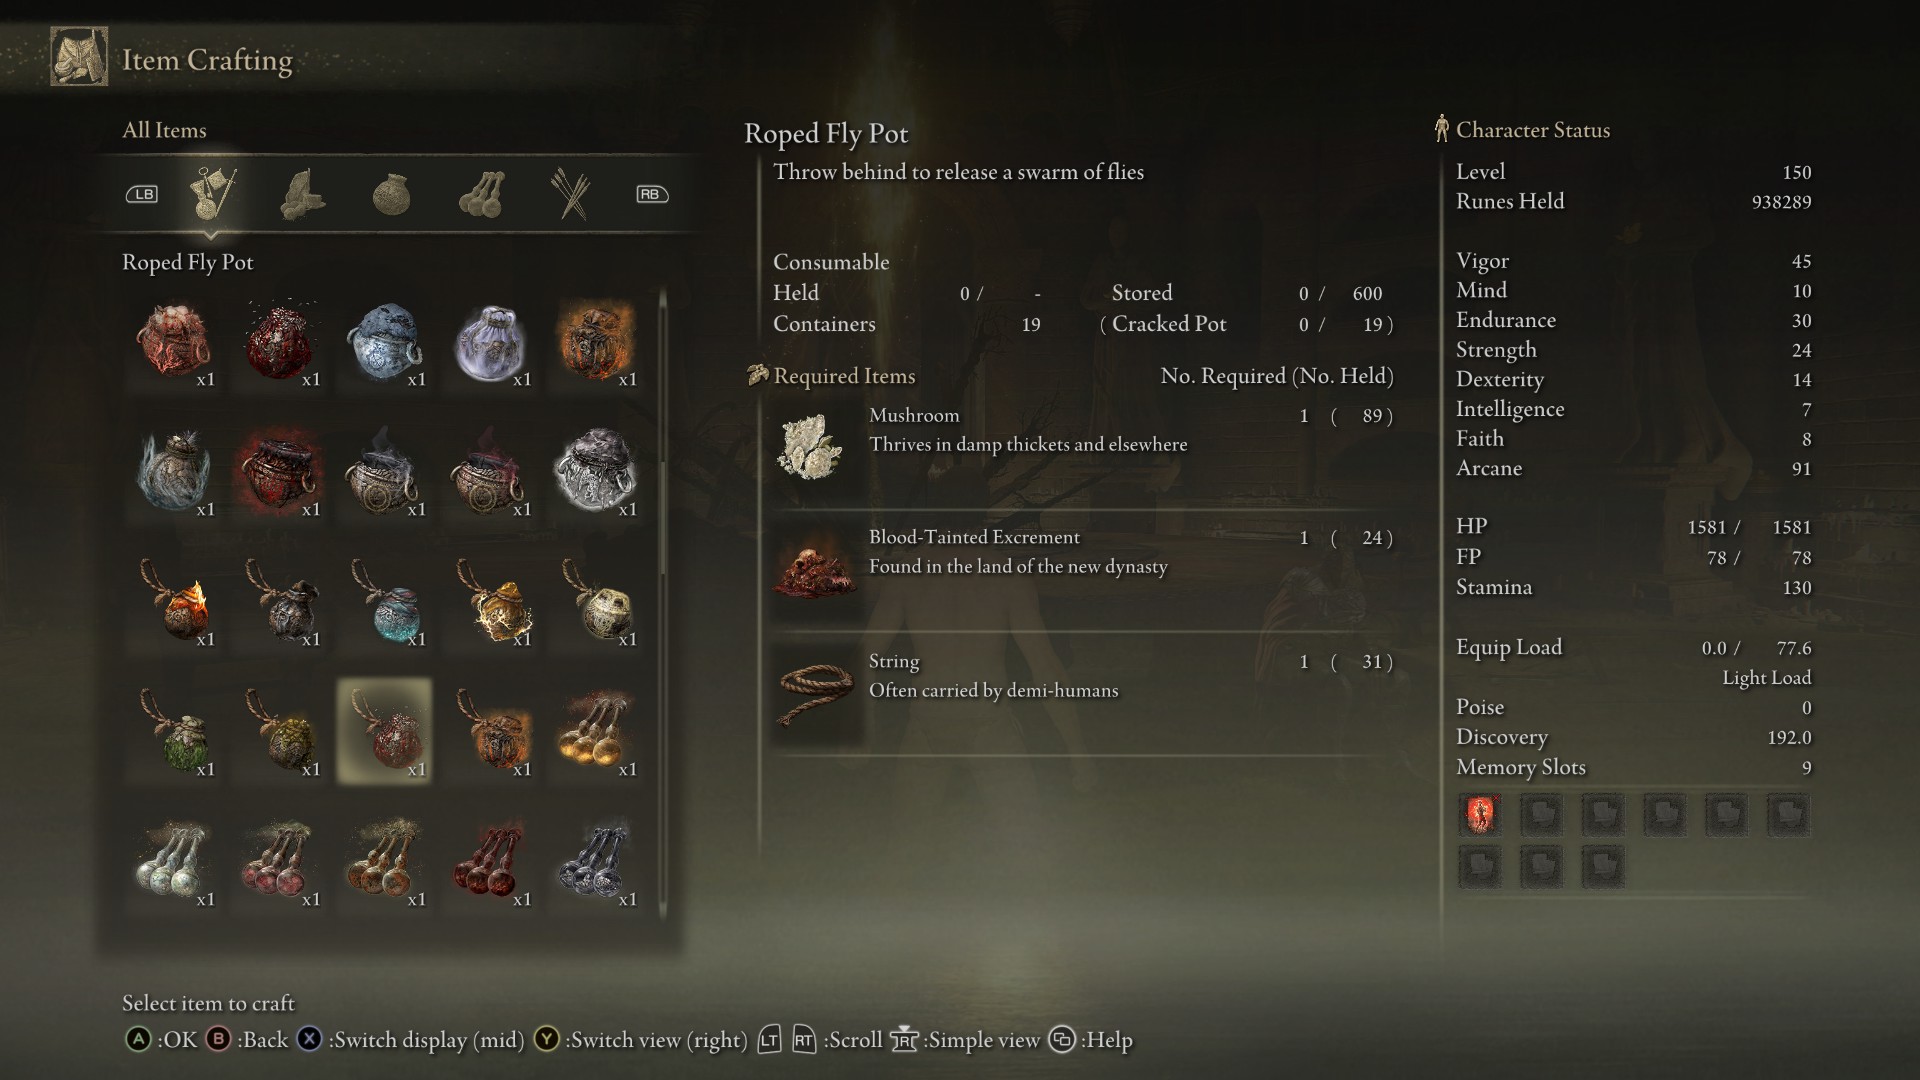 Item Crafting
All Items
LB
RB
Roped Fly Pot
x1 x1 x1 x1 x1
x1 x1 x1 x1 x1
x1 x1 x1 x1 x1
x1 x1 x1 x1 x1
x1 x1 x1 x1 x1
Roped Fly Pot
Throw behind to release a swarm of flies
Consumable
Held 0 / - Stored 0 / 600
Containers 19 ( Cracked Pot 0 / 19 )
Required Items No. Required (No. Held)
Mushroom 1 ( 89 )
Thrives in damp thickets and elsewhere
Blood-Tainted Excrement 1 ( 24 )
Found in the land of the new dynasty
String 1 ( 31 )
Often carried by demi-humans
Character Status
Level 150
Runes Held 938289
Vigor 45
Mind 10
Endurance 30
Strength 24
Dexterity 14
Intelligence 7
Faith 8
Arcane 91
HP 1581 / 1581
FP 78 / 78
Stamina 130
Equip Load 0.0 / 77.6
Light Load
Poise 0
Discovery 192.0
Memory Slots 9
Select item to craft
A :OK B :Back X :Switch display (mid) Y :Switch view (right) LT RT :Scroll R :Simple view :Help